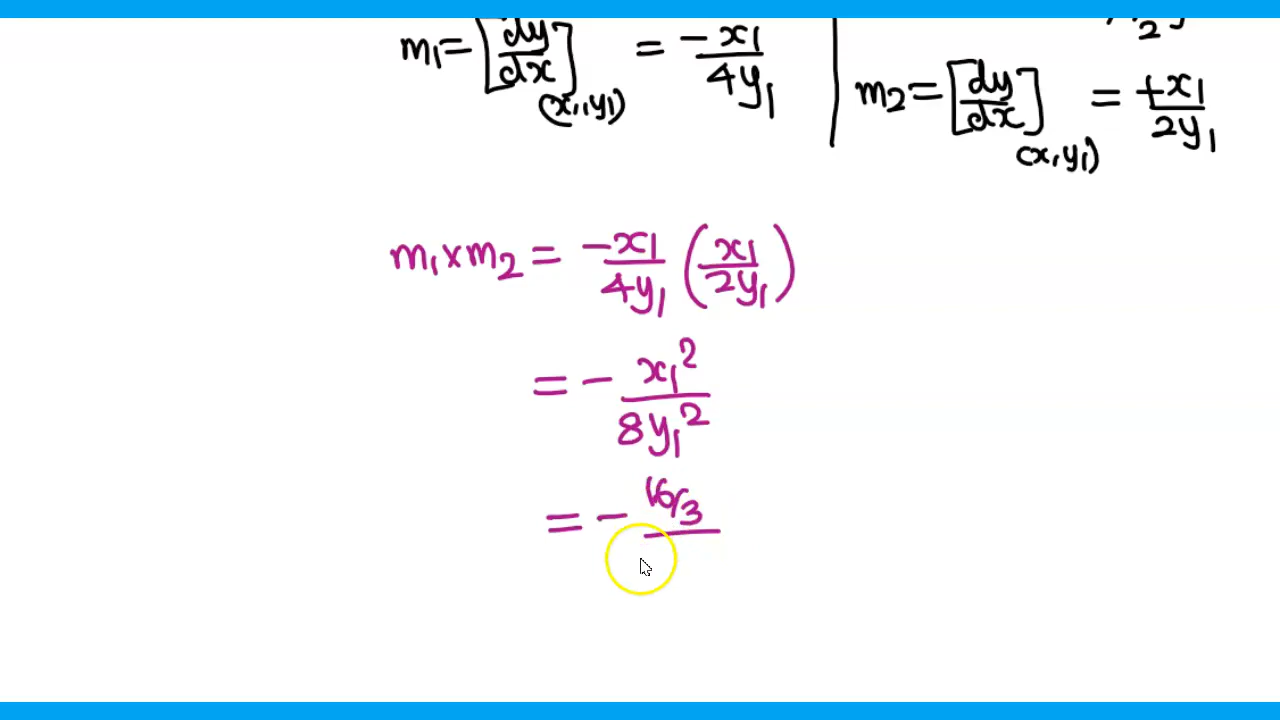 m₁ = [dy/dx](x₁,y₁) = -x₁/4y₁
m₂ = [dy/dx](x₁,y₁) = +x₁/2y₁
m₁ x m₂ = -x₁/4y₁ (x₁/2y₁)
= - x₁²/8y₁²
= - 16/3